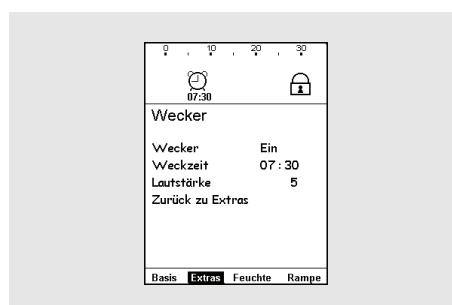 0 10 20 30
07:30
Wecker
Wecker Ein
Weckzeit 07:30
Lautstärke 5
Zurück zu Extras
Basis Extras Feuchte Rampe